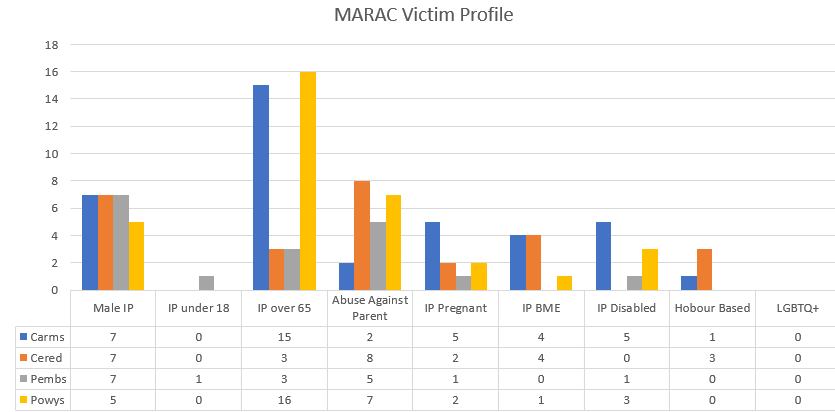 MARAC Victim Profile
18
16
14
12
10
8
6
4
2
0
Male IP IP under 18 IP over 65 Abuse Against Parent IP Pregnant IP BME IP Disabled Hobour Based LGBTQ+
Carms 7 0 15 2 5 4 5 1 0
Cered 7 0 3 8 2 4 0 3 0
Pembs 7 1 3 5 1 0 1 0 0
Powys 5 0 16 7 2 1 3 0 0